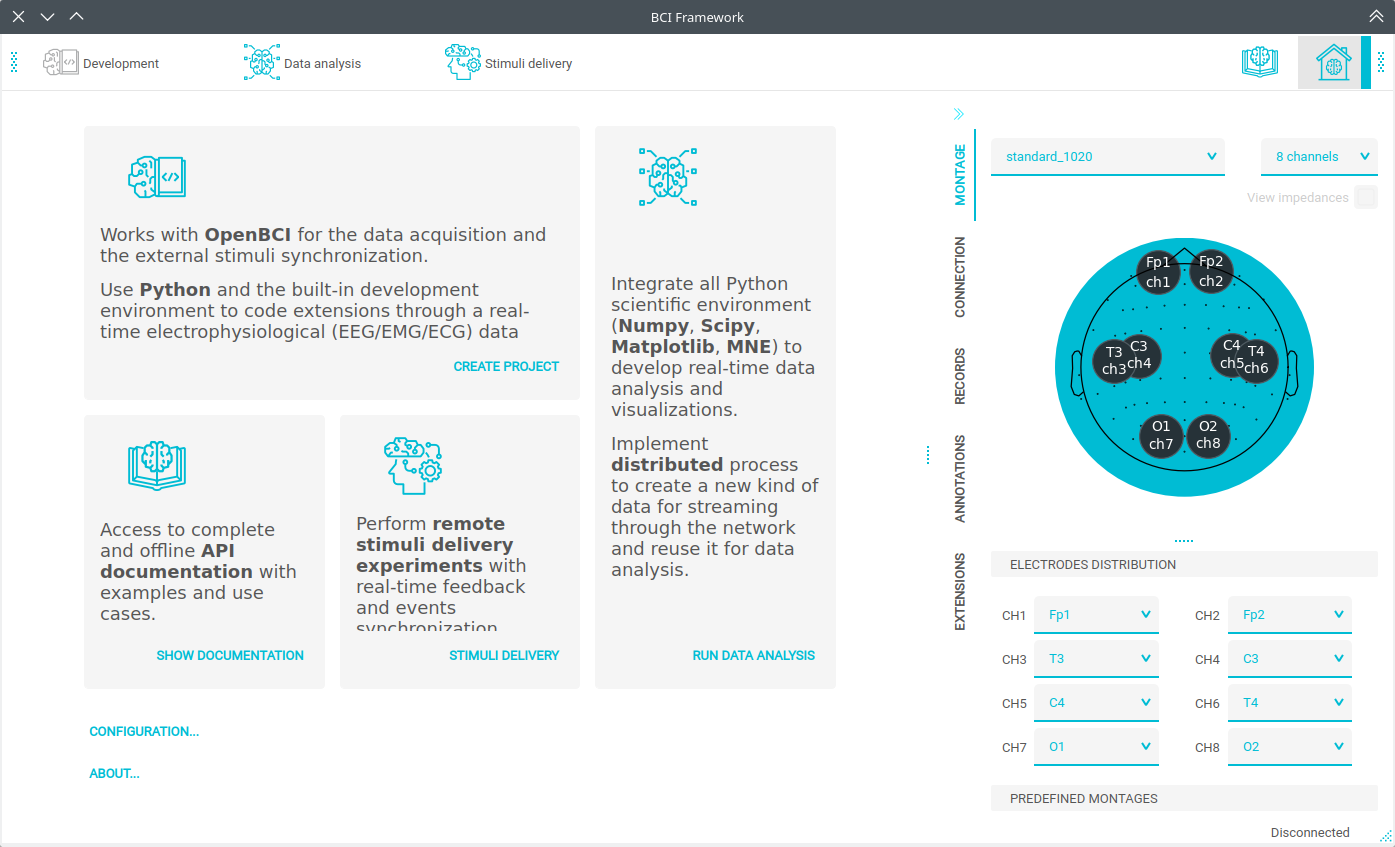 BCI Framework
Development
Data analysis
Stimuli delivery
Works with OpenBCI for the data acquisition and
the external stimuli synchronization.
Use Python and the built-in development
environment to code extensions through a real-
time electrophysiological (EEG/EMG/ECG) data
CREATE PROJECT
Integrate all Python
scientific environment
(Numpy, Scipy,
Matplotlib, MNE) to
develop real-time data
analysis and
visualizations.
Implement
distributed process
to create a new kind of
data for streaming
through the network
and reuse it for data
analysis.
RUN DATA ANALYSIS
Access to complete
and offline API
documentation with
examples and use
cases.
SHOW DOCUMENTATION
Perform remote
stimuli delivery
experiments with
real-time feedback
and events
synchronization
STIMULI DELIVERY
CONFIGURATION...
ABOUT...
MONTAGE
CONNECTION
RECORDS
ANNOTATIONS
EXTENSIONS
standard_1020
8 channels
View impedances
Fp1
ch1
Fp2
ch2
T3
ch3
C3
ch4
C4
ch5
T4
ch6
O1
ch7
O2
ch8
ELECTRODES DISTRIBUTION
CH1 Fp1
CH2 Fp2
CH3 T3
CH4 C3
CH5 C4
CH6 T4
CH7 O1
CH8 O2
PREDEFINED MONTAGES
Disconnected